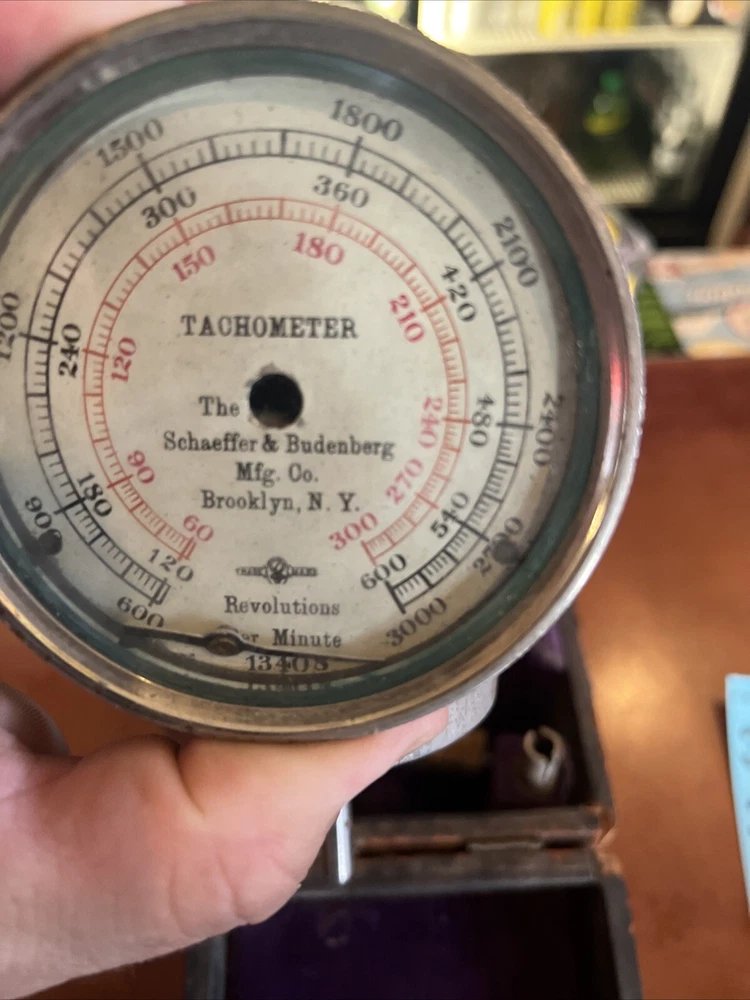 600 900 1200 1500 1800 2100 2400 2700 3000
120 180 240 300 360 420 480 540 600
60 90 120 150 180 210 240 270 300
TACHOMETER
The
Schaeffer & Budenberg
Mfg. Co.
Brooklyn, N. Y.
Revolutions
Per Minute
13408